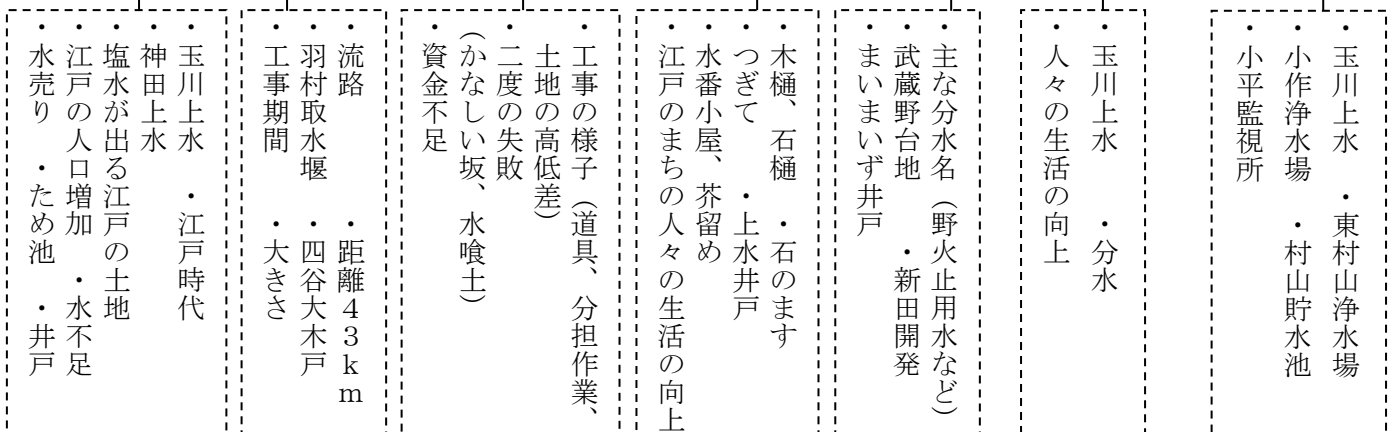 ・玉川上水　・東村山浄水場
・小作浄水場　・村山貯水池
・小平監視所
・玉川上水　・分水
・人々の生活の向上
・主な分水名（野火止用水など）
・武蔵野台地　・新田開発
・まいまいず井戸
・木樋、石樋　・石のます
・つぎて　・上水井戸
・水番小屋、芥留め
・江戸のまちの人々の生活の向上
・工事の様子（道具、分担作業、
土地の高低差）
・二度の失敗
（かなしい坂、水喰土）
・資金不足
・流路　・距離４３ｋｍ
・羽村取水堰　・四谷大木戸
・工事期間　・大きさ
・玉川上水　・江戸時代
・神田上水
・塩水が出る江戸の土地
・江戸の人口増加　・水不足
・水売り　・ため池　・井戸